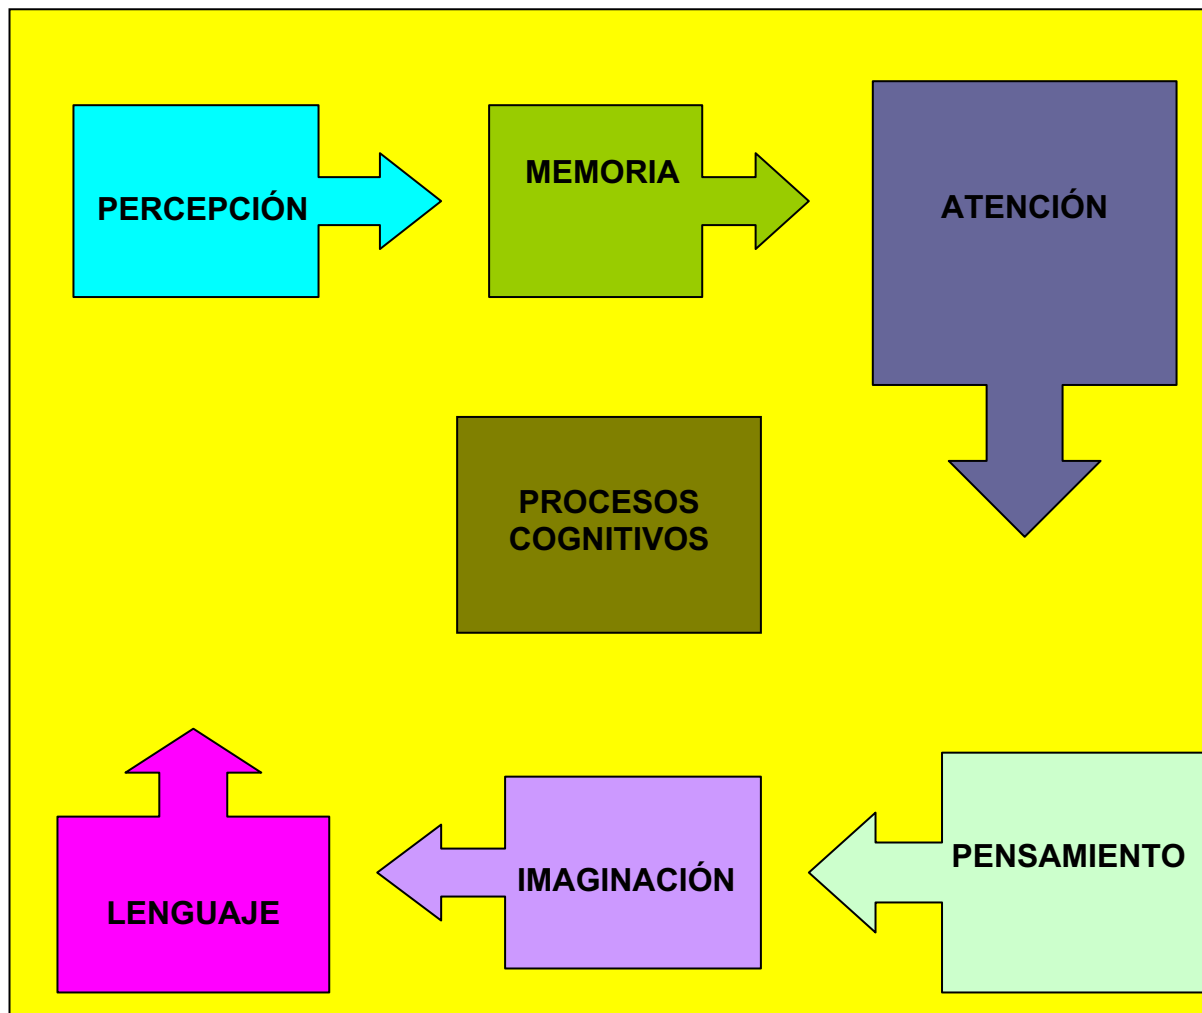 PERCEPCIÓN
MEMORIA
ATENCIÓN
PROCESOS
COGNITIVOS
LENGUAJE
IMAGINACIÓN
PENSAMIENTO